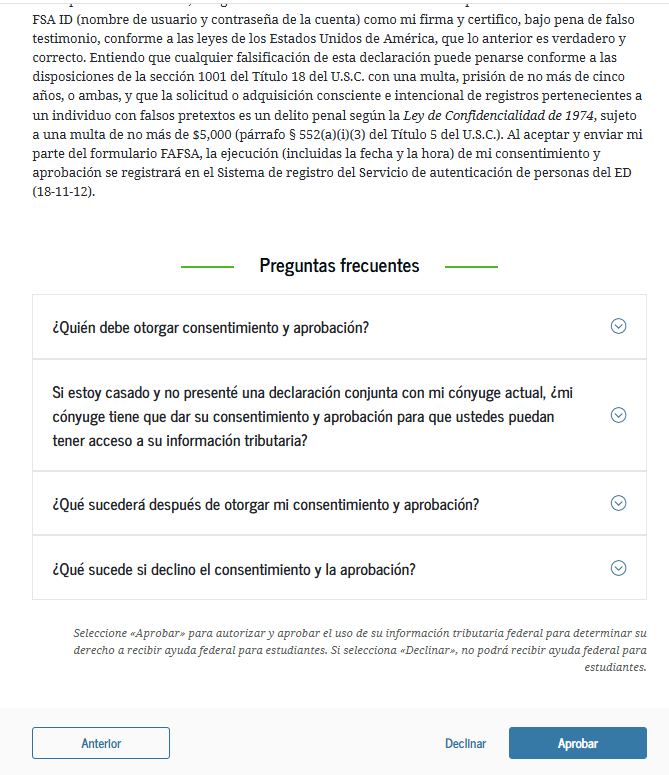 FSA ID (nombre de usuario y contraseña de la cuenta) como mi firma y certifico, bajo pena de falso
testimonio, conforme a las leyes de los Estados Unidos de América, que lo anterior es verdadero y
correcto. Entiendo que cualquier falsificación de esta declaración puede penarse conforme a las
disposiciones de la sección 1001 del Título 18 del U.S.C. con una multa, prisión de no más de cinco
años, o ambas, y que la solicitud o adquisición consciente e intencional de registros pertenecientes a
un individuo con falsos pretextos es un delito penal según la Ley de Confidencialidad de 1974, sujeto
a una multa de no más de $5,000 (párrafo § 552(a)(i)(3) del Título 5 del U.S.C.). Al aceptar y enviar mi
parte del formulario FAFSA, la ejecución (incluidas la fecha y la hora) de mi consentimiento y
aprobación se registrará en el Sistema de registro del Servicio de autenticación de personas del ED
(18-11-12).
Preguntas frecuentes
¿Quién debe otorgar consentimiento y aprobación?
Si estoy casado y no presenté una declaración conjunta con mi cónyuge actual, ¿mi
cónyuge tiene que dar su consentimiento y aprobación para que ustedes puedan
tener acceso a su información tributaria?
¿Qué sucederá después de otorgar mi consentimiento y aprobación?
¿Qué sucede si declino el consentimiento y la aprobación?
Seleccione «Aprobar» para autorizar y aprobar el uso de su información tributaria federal para determinar su
derecho a recibir ayuda federal para estudiantes. Si selecciona «Declinar», no podrá recibir ayuda federal para
estudiantes.
Anterior
Declinar
Aprobar